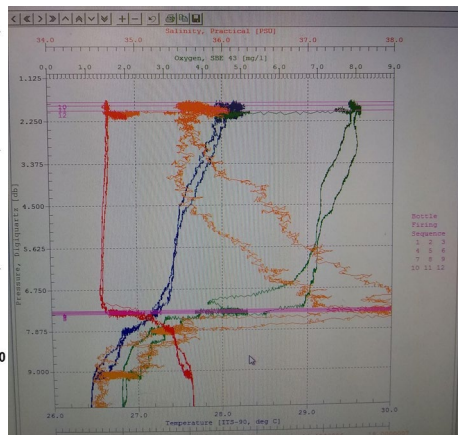 Salinity, Practical [PSU]
34.0 35.0 36.0 37.0 38.0
Oxygen, SBE 43 [mg/l]
0.0 1.0 2.0 3.0 4.0 5.0 6.0 7.0 8.0 9.0
1.125
10
12
2.250
3.375
4.500
5.625
6.750
7.875
9.000
Pressure, Digiquartz [db]
Bottle
Firing
Sequence
1 2 3
4 5 6
7 8 9
10 11 12
26.0 27.0 28.0 29.0 30.0
Temperature [ITS-90, deg C]